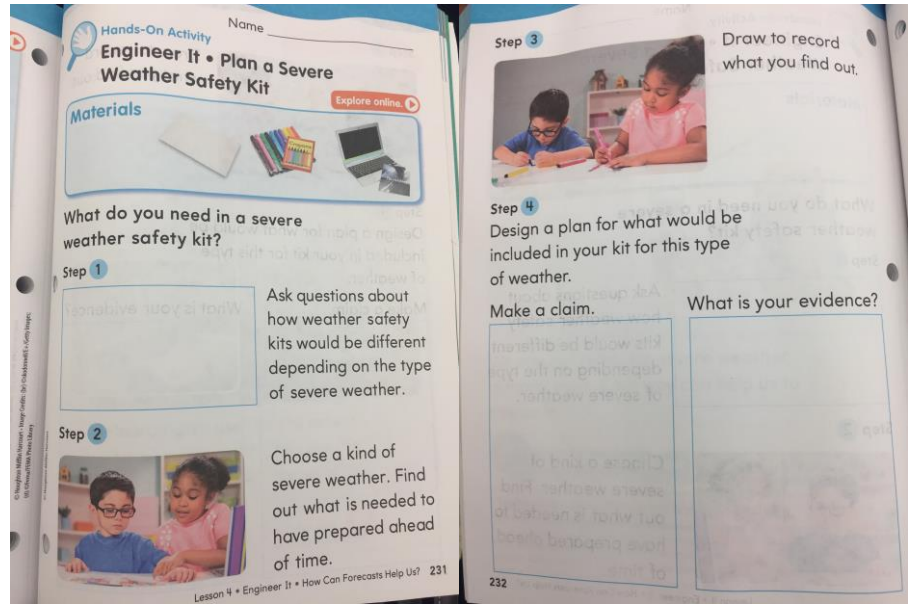 Hands-On Activity
Name
Engineer It • Plan a Severe
Weather Safety Kit
Explore online.
Materials
What do you need in a severe
weather safety kit?
Step 1
Ask questions about
how weather safety
kits would be different
depending on the type
of severe weather.
Step 2
Choose a kind of
severe weather. Find
out what is needed to
have prepared ahead
of time.
Lesson 4 • Engineer It • How Can Forecasts Help Us? 231
Step 3
Draw to record
what you find out.
Step 4
Design a plan for what would be
included in your kit for this type
of weather.
Make a claim.
What is your evidence?
232